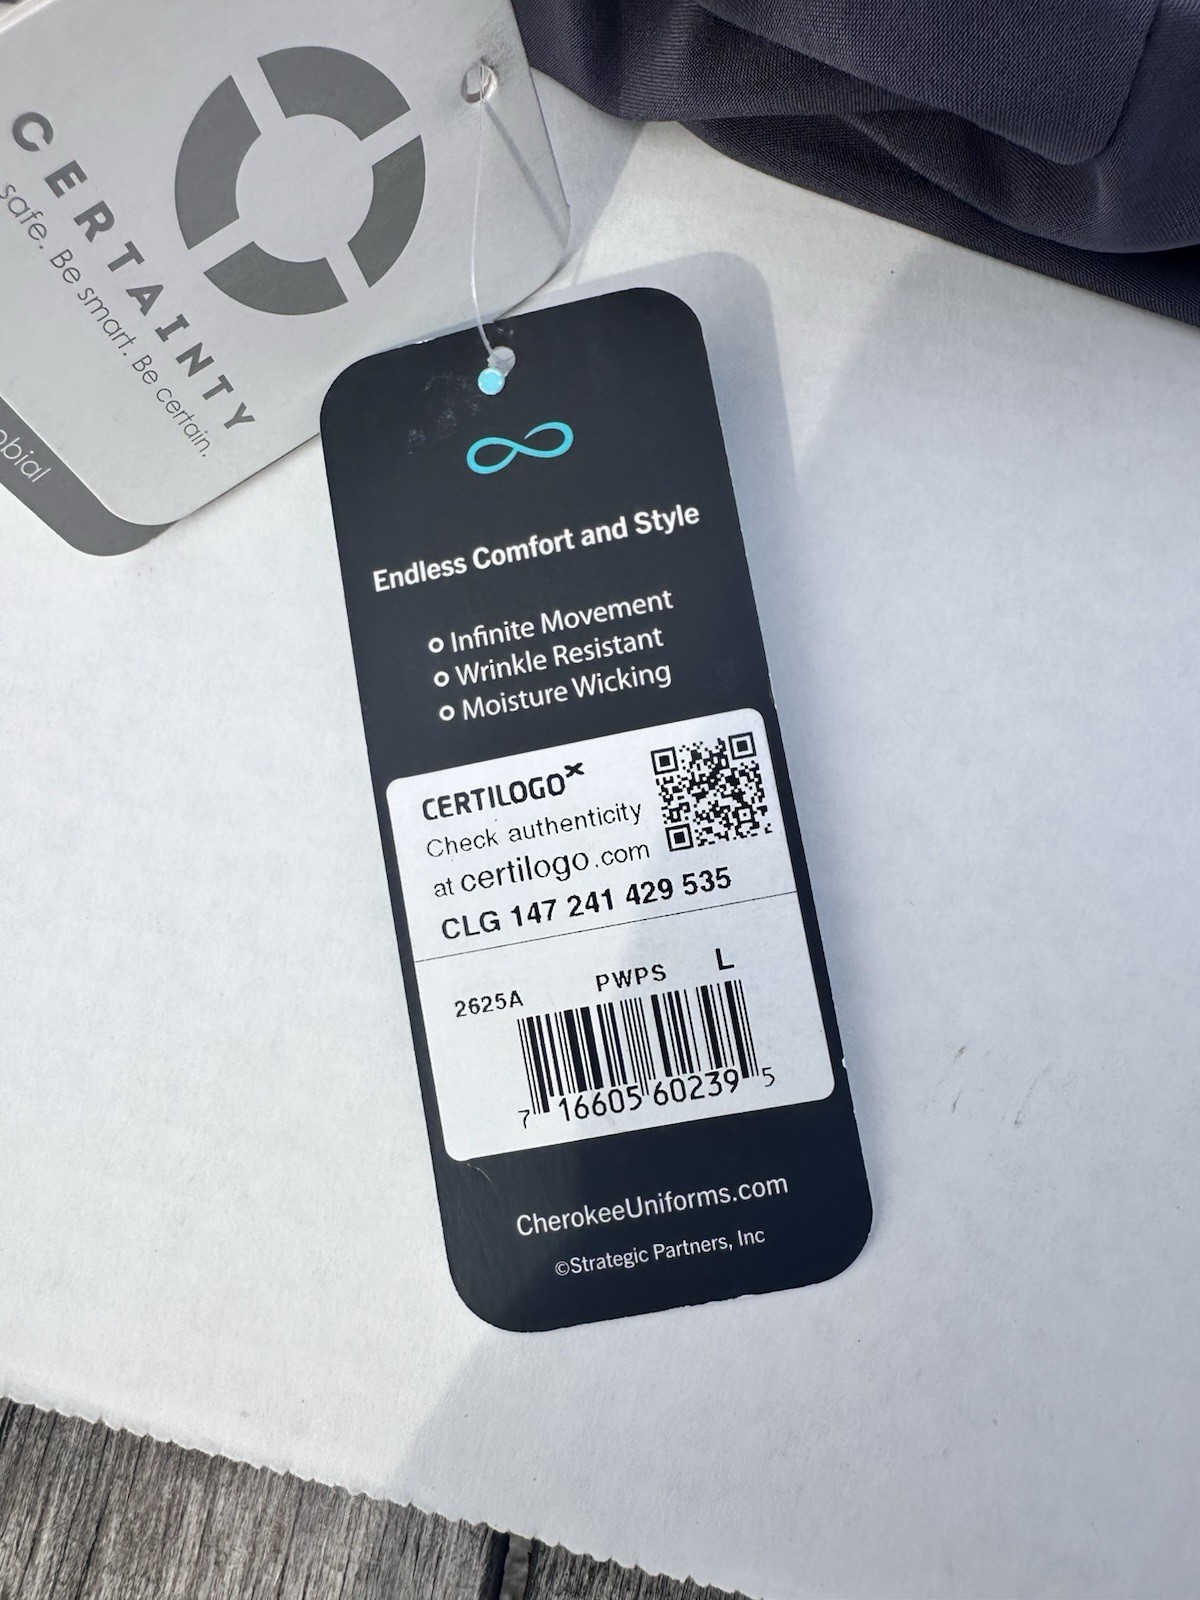 CERTAINTY
safe. Be smart. Be certain.
obial
Endless Comfort and Style
Infinite Movement
Wrinkle Resistant
Moisture Wicking
CERTILOGO
Check authenticity
at certilogo.com
CLG 147 241 429 535
2625A PWPS L
7 16605 60239 5
CherokeeUniforms.com
©Strategic Partners, Inc